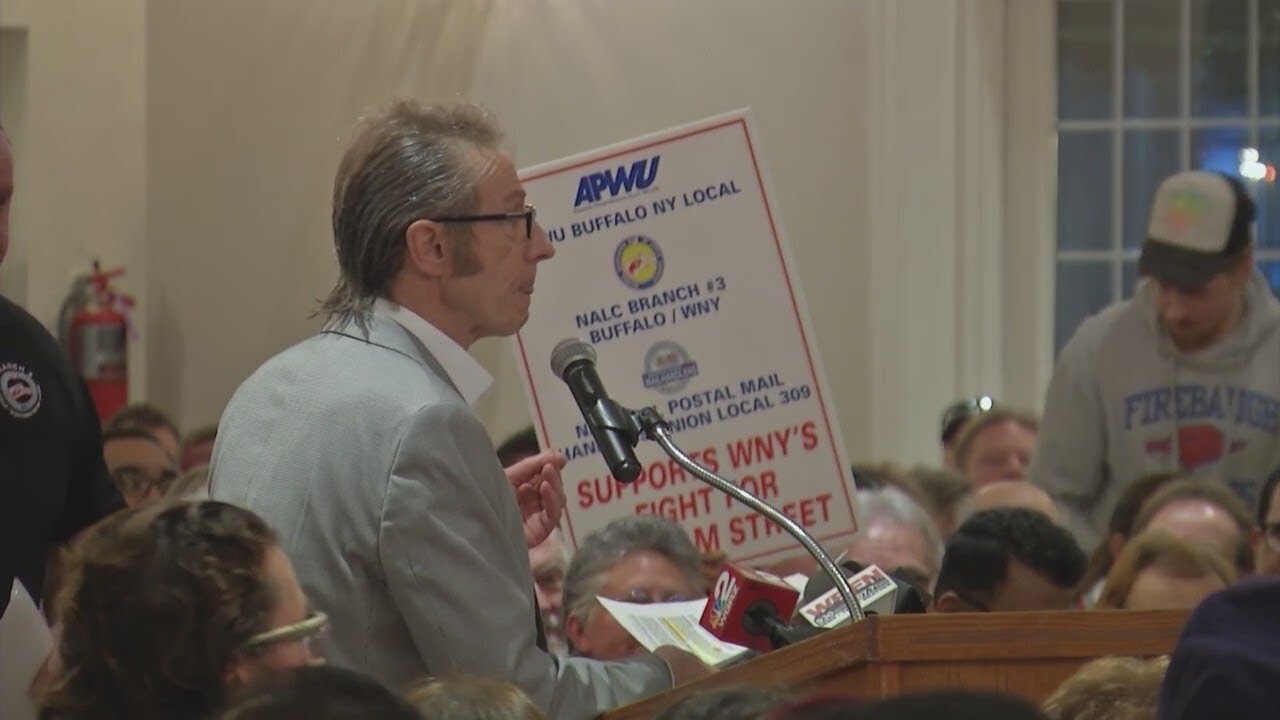 APWU
WU BUFFALO NY LOCAL
NALC BRANCH #3
BUFFALO / WNY
POSTAL MAIL
UNION LOCAL 309
SUPPORTS WNY'S
FIGHT FOR
AM STREET
2
WBEN
FIREBAUGH